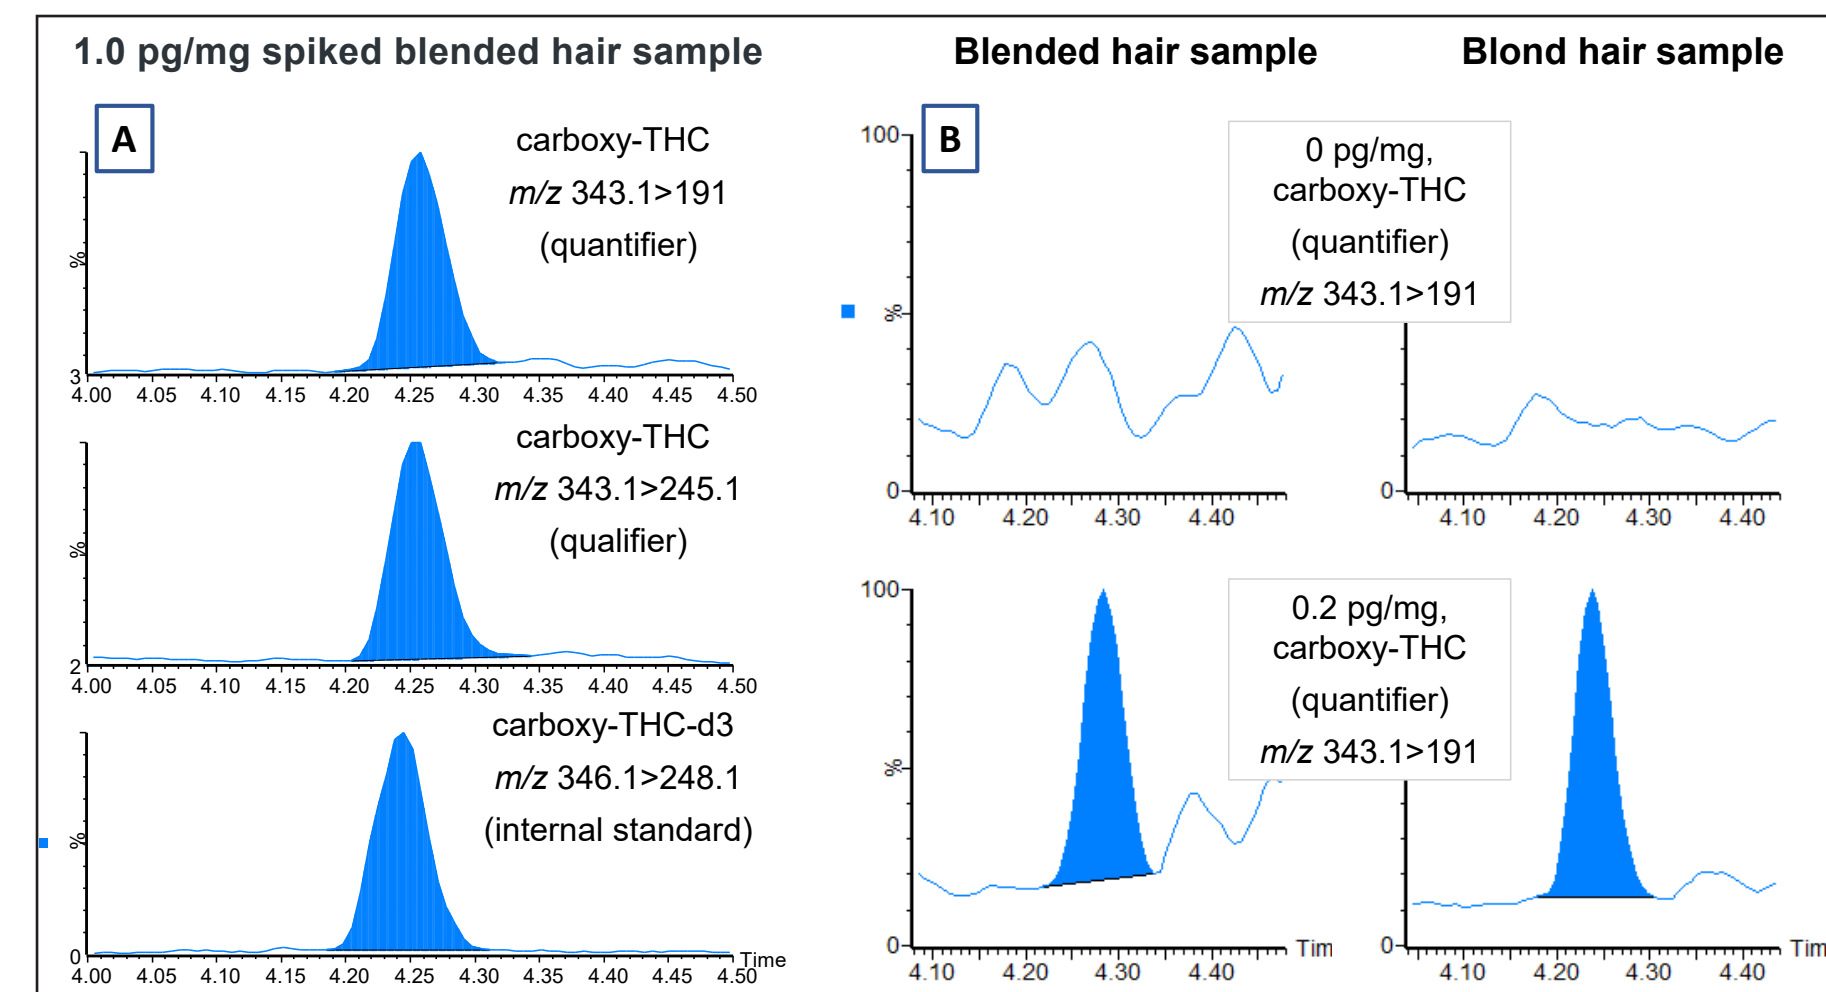 1.0 pg/mg spiked blended hair sample
A
carboxy-THC
m/z 343.1>191
(quantifier)
%
3
4.00 4.05 4.10 4.15 4.20 4.25 4.30 4.35 4.40 4.45 4.50
carboxy-THC
m/z 343.1>245.1
(qualifier)
%
2
4.00 4.05 4.10 4.15 4.20 4.25 4.30 4.35 4.40 4.45 4.50
carboxy-THC-d3
m/z 346.1>248.1
(internal standard)
%
0
Time
4.00 4.05 4.10 4.15 4.20 4.25 4.30 4.35 4.40 4.45 4.50
Blended hair sample
Blond hair sample
B
100
%
0
4.10 4.20 4.30 4.40
0 pg/mg,
carboxy-THC
(quantifier)
m/z 343.1>191
0
4.10 4.20 4.30 4.40
100
%
0
Tim
4.10 4.20 4.30 4.40
0.2 pg/mg,
carboxy-THC
(quantifier)
m/z 343.1>191
0
Tim
4.10 4.20 4.30 4.40